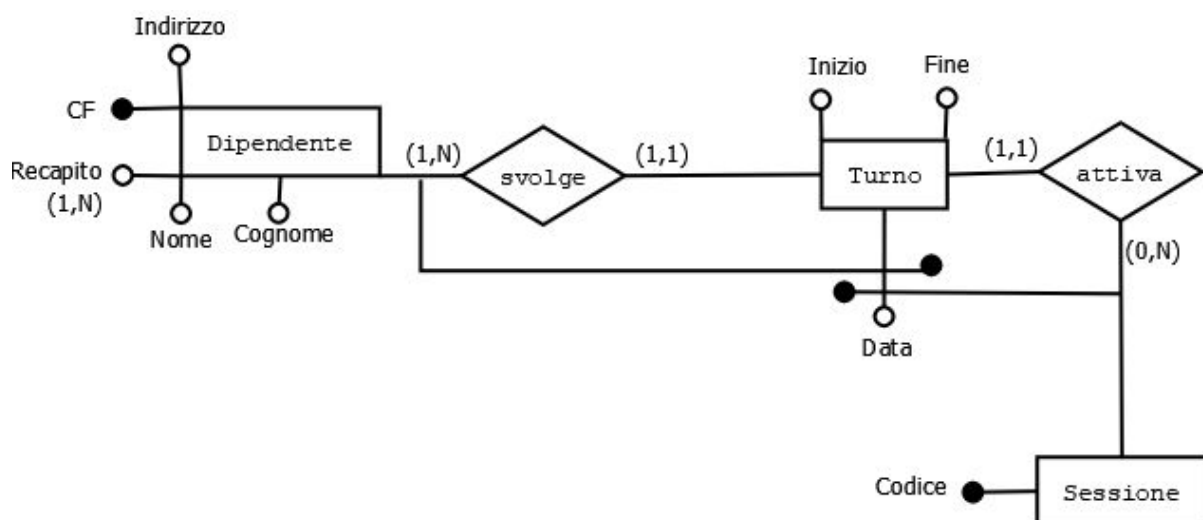 Indirizzo
CF
Dipendente
Recapito
(1,N)
Nome
Cognome
(1,N)
svolge
(1,1)
Inizio
Fine
Turno
(1,1)
attiva
(0,N)
Data
Codice
Sessione